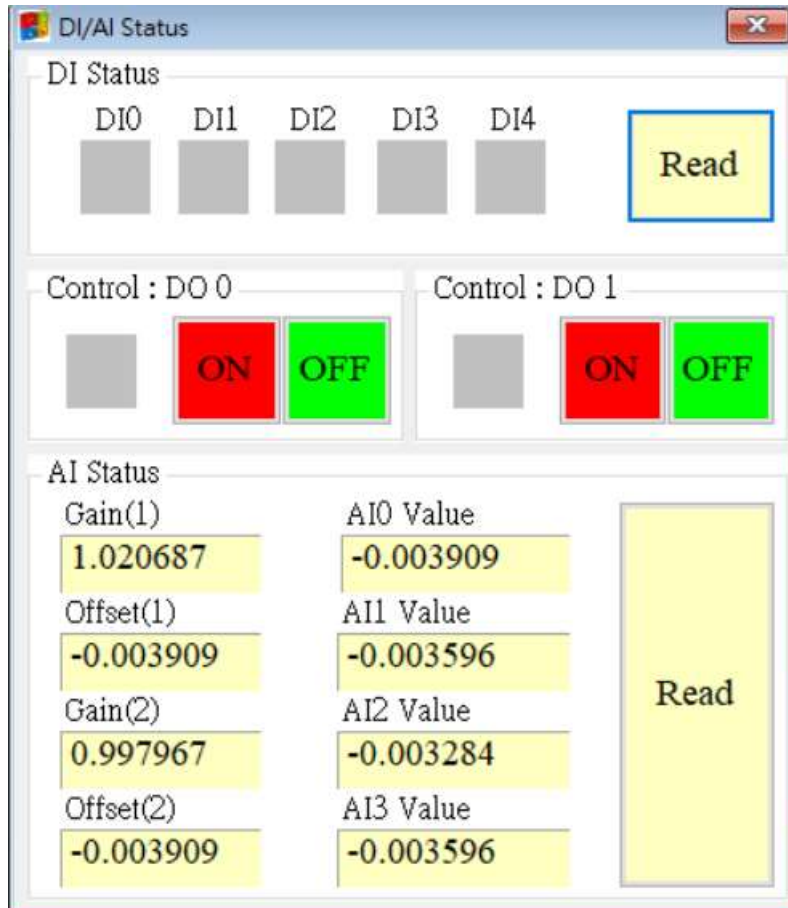 DI/AI Status
DI Status
DI0 DI1 DI2 DI3 DI4
Read
Control : DO 0
ON OFF
Control : DO 1
ON OFF
AI Status
Gain(1) AI0 Value
1.020687 -0.003909
Offset(1) AI1 Value
-0.003909 -0.003596
Gain(2) AI2 Value
0.997967 -0.003284
Offset(2) AI3 Value
-0.003909 -0.003596
Read